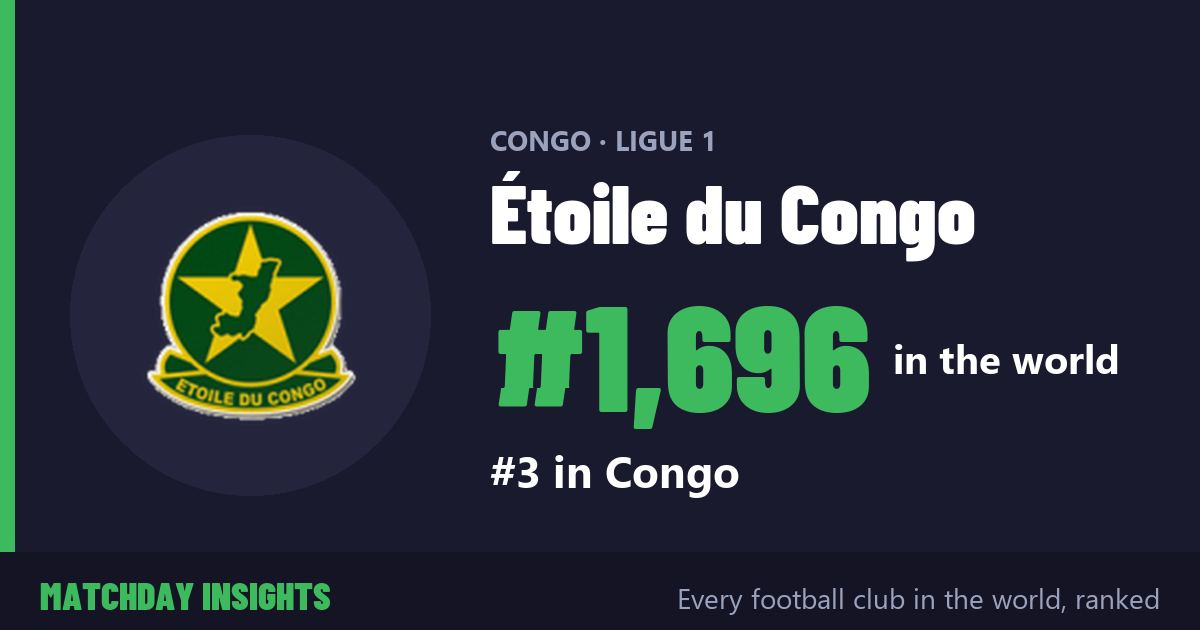 CONGO · LIGUE 1
Étoile du Congo
#1,696 in the world
#3 in Congo
ETOILE DU CONGO
MATCHDAY INSIGHTS
Every football club in the world, ranked